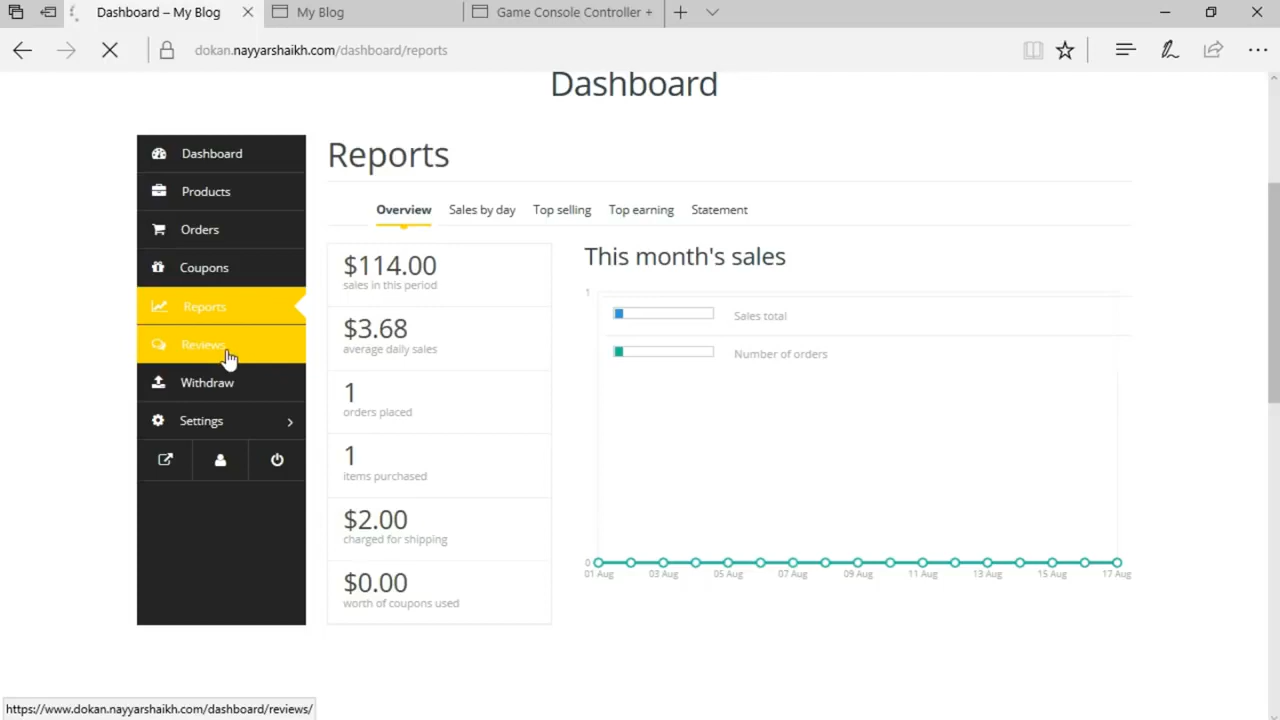 Dashboard – My Blog
My Blog
Game Console Controller +
dokan.nayyarshaikh.com/dashboard/reports
Dashboard
Dashboard
Products
Orders
Coupons
Reports
Reviews
Withdraw
Settings
Reports
Overview Sales by day Top selling Top earning Statement
$114.00
sales in this period
$3.68
average daily sales
1
orders placed
1
items purchased
$2.00
charged for shipping
$0.00
worth of coupons used
This month's sales
1
Sales total
Number of orders
0
01 Aug 03 Aug 05 Aug 07 Aug 09 Aug 11 Aug 13 Aug 15 Aug 17 Aug
https://www.dokan.nayyarshaikh.com/dashboard/reviews/